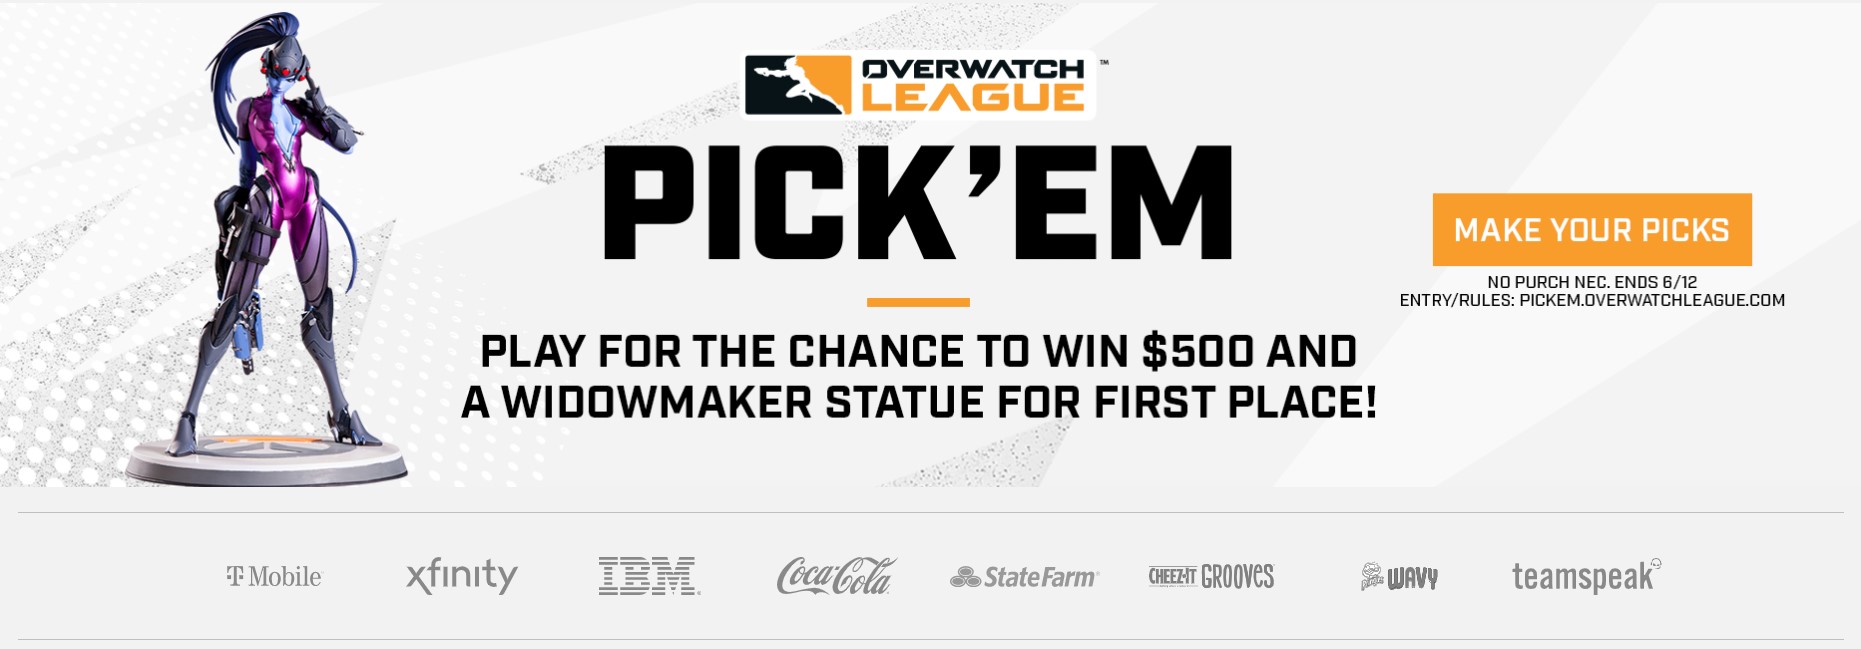 OVERWATCH
LEAGUE™
PICK'EM
PLAY FOR THE CHANCE TO WIN $500 AND
A WIDOWMAKER STATUE FOR FIRST PLACE!
MAKE YOUR PICKS
NO PURCH NEC. ENDS 6/12
ENTRY/RULES: PICKEM.OVERWATCHLEAGUE.COM
T Mobile
xfinity
IBM®
Coca-Cola
State Farm®
CHEEZ-IT GROOVES
WAVY
teamspeak